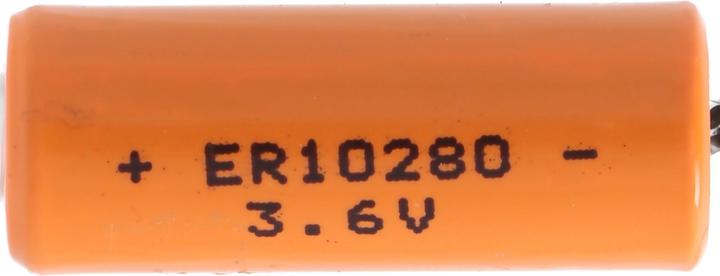 + ER10280 -
3.6V